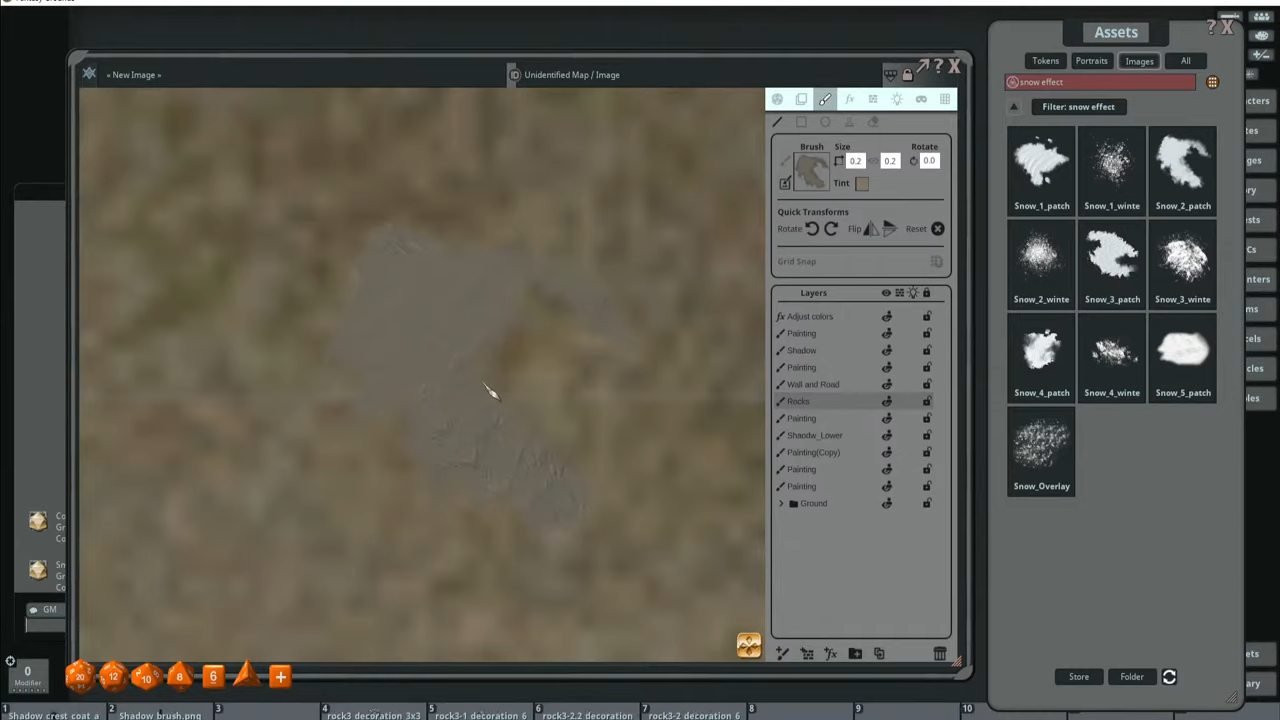 ‹ New Image ›
Unidentified Map / Image
? X
Brush
Size
Rotate
0.2
0.2
0.0
Tint
Quick Transforms
Rotate
Flip
Reset
Grid Snap
Layers
fx Adjust colors
Painting
Shadow
Painting
Wall and Road
Rocks
Painting
Shaodw_Lower
Painting(Copy)
Painting
Painting
Ground
Assets
? X
Tokens
Portraits
Images
All
snow effect
Filter: snow effect
Snow_1_patch
Snow_1_winte
Snow_2_patch
Snow_2_winte
Snow_3_patch
Snow_3_winte
Snow_4_patch
Snow_4_winte
Snow_5_patch
Snow_Overlay
Store
Folder
GM
0
Modifier
20
12
10
8
6
1
2
3
4
5
6
7
8
9
10
Shadow crest coat a
Shadow brush.png
rock3 decoration 3x3
rock3-1 decoration 6
rock3-2.2 decoration
rock3-2 decoration 6